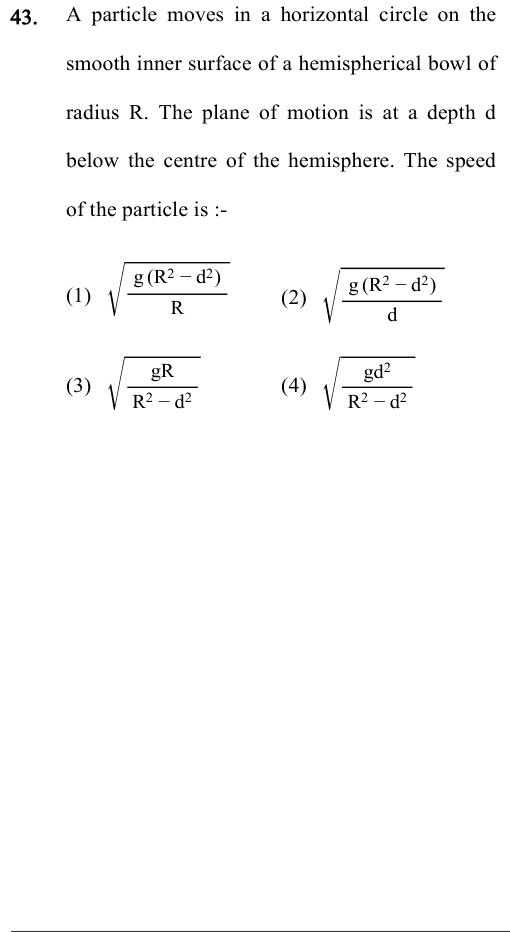 43. A particle moves in a horizontal circle on the
smooth inner surface of a hemispherical bowl of
radius R. The plane of motion is at a depth d
below the centre of the hemisphere. The speed
of the particle is :-
(1) √(g (R² – d²) / R) (2) √(g (R² – d²) / d)
(3) √(gR / R² – d²) (4) √(gd² / R² – d²)